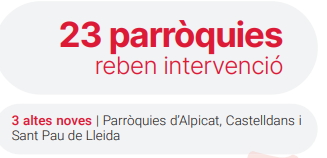 23 parròquies
reben intervenció
3 altes noves | Parròquies d'Alpicat, Castelldans i
Sant Pau de Lleida